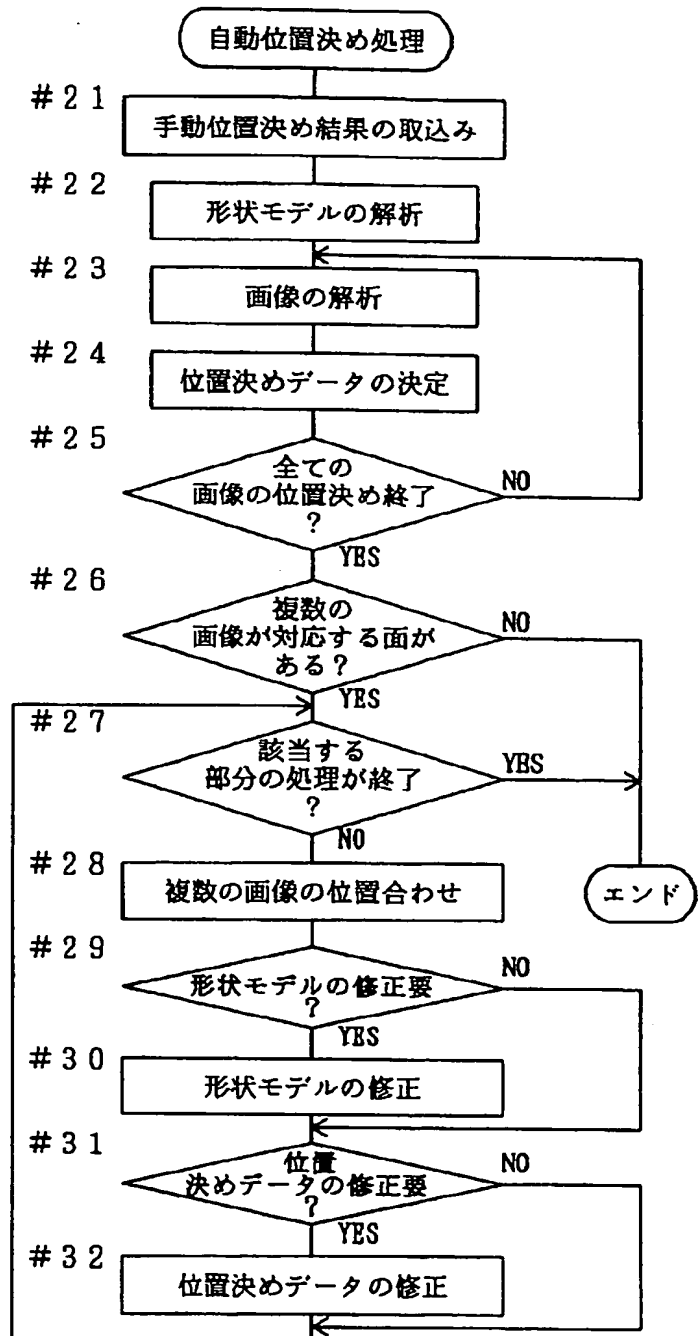 自動位置決め処理
#21
手動位置決め結果の取込み
#22
形状モデルの解析
#23
画像の解析
#24
位置決めデータの決定
#25
全ての
画像の位置決め終了
?
NO
YES
#26
複数の
画像が対応する面が
ある?
NO
YES
#27
該当する
部分の処理が終了
?
YES
NO
#28
複数の画像の位置合わせ
エンド
#29
形状モデルの修正要
?
NO
YES
#30
形状モデルの修正
#31
位置
決めデータの修正要
?
NO
YES
#32
位置決めデータの修正